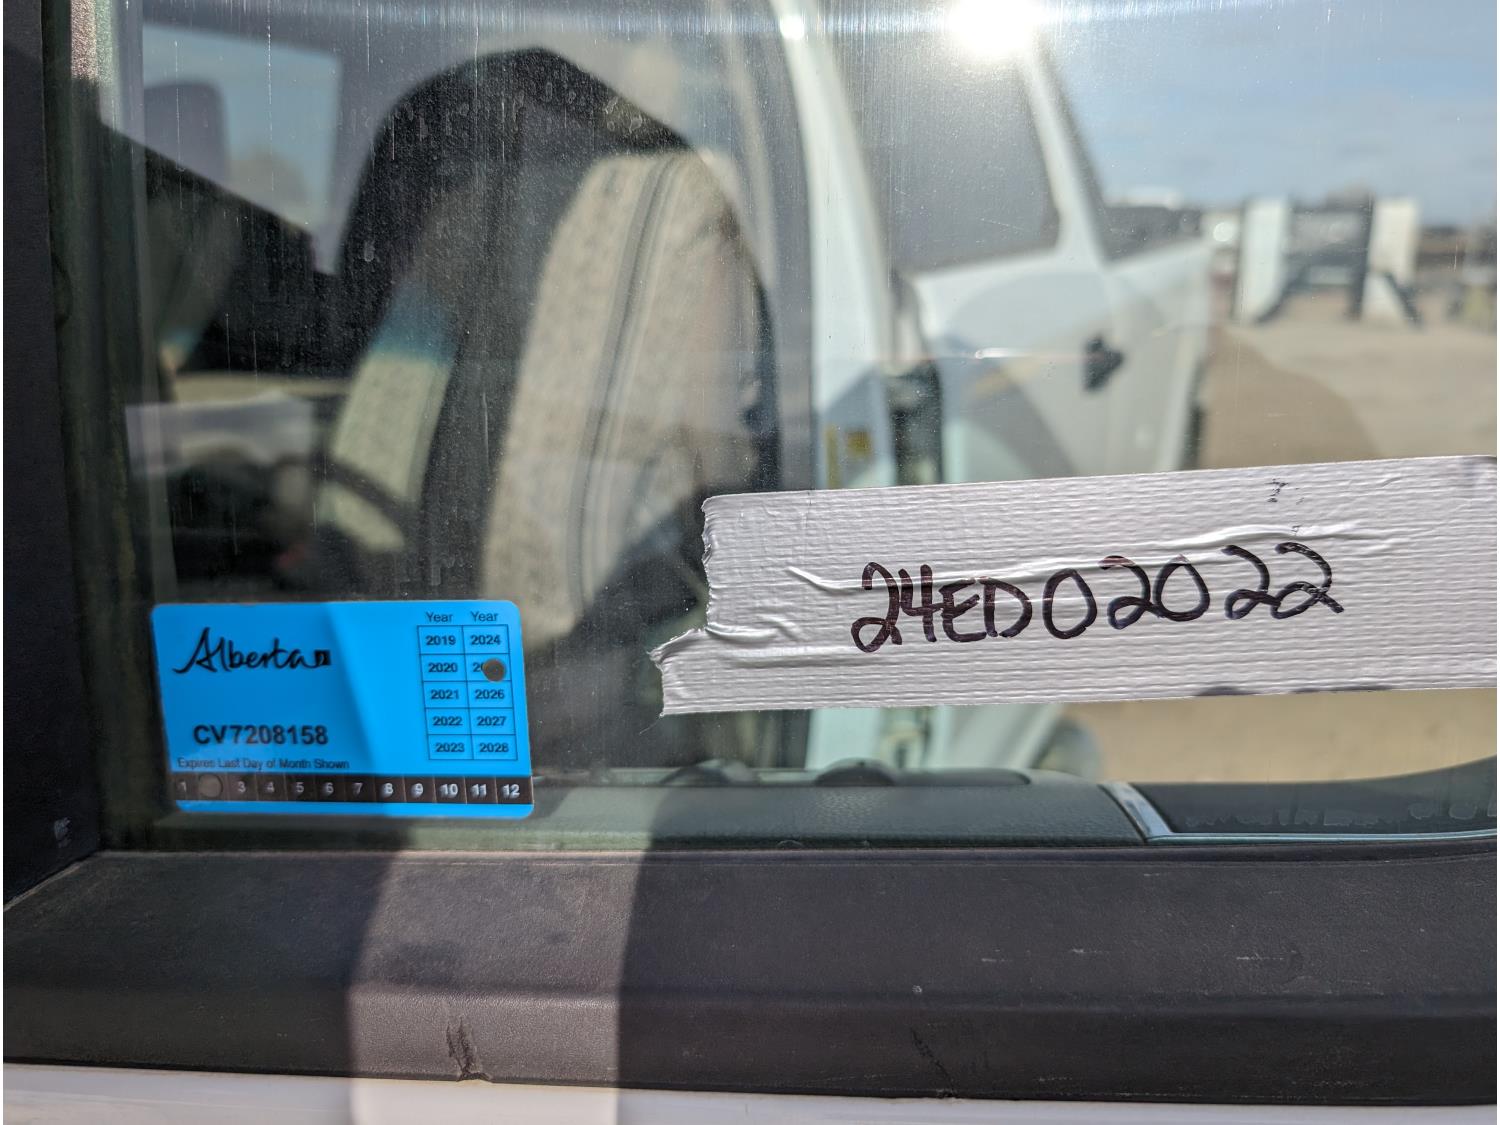 Alberta
Year Year
2019 2024
2020
2021 2026
2022 2027
2023 2028
CV7208158
Expires Last Day of Month Shown
1 3 4 5 6 7 8 9 10 11 12
24EDO2022